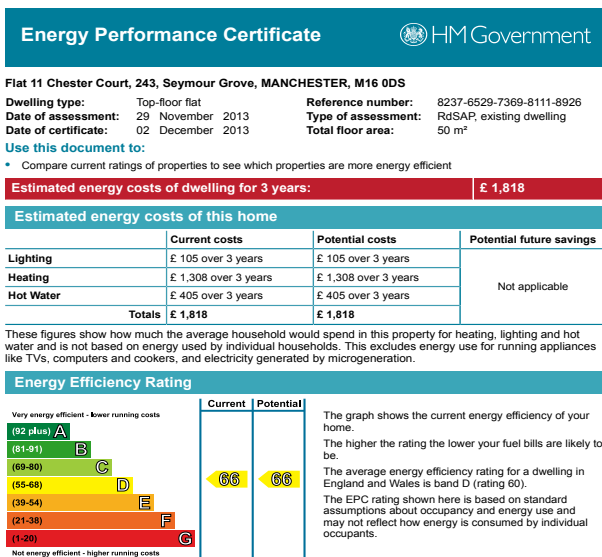 Energy Performance Certificate
HM Government
Flat 11 Chester Court, 243, Seymour Grove, MANCHESTER, M16 0DS
Dwelling type: Top-floor flat Reference number: 8237-6529-7369-8111-8926
Date of assessment: 29 November 2013 Type of assessment: RdSAP, existing dwelling
Date of certificate: 02 December 2013 Total floor area: 50 m²
Use this document to:
• Compare current ratings of properties to see which properties are more energy efficient
Estimated energy costs of dwelling for 3 years: £ 1,818
Estimated energy costs of this home
Current costs Potential costs Potential future savings
Lighting £ 105 over 3 years £ 105 over 3 years
Heating £ 1,308 over 3 years £ 1,308 over 3 years
Not applicable
Hot Water £ 405 over 3 years £ 405 over 3 years
Totals £ 1,818 £ 1,818
These figures show how much the average household would spend in this property for heating, lighting and hot
water and is not based on energy used by individual households. This excludes energy use for running appliances
like TVs, computers and cookers, and electricity generated by microgeneration.
Energy Efficiency Rating
Current Potential
Very energy efficient - lower running costs
(92 plus) A
(81-91) B
(69-80) C
(55-68) D
(39-54) E
(21-38) F
(1-20) G
Not energy efficient - higher running costs
66 66
The graph shows the current energy efficiency of your
home.
The higher the rating the lower your fuel bills are likely to
be.
The average energy efficiency rating for a dwelling in
England and Wales is band D (rating 60).
The EPC rating shown here is based on standard
assumptions about occupancy and energy use and
may not reflect how energy is consumed by individual
occupants.